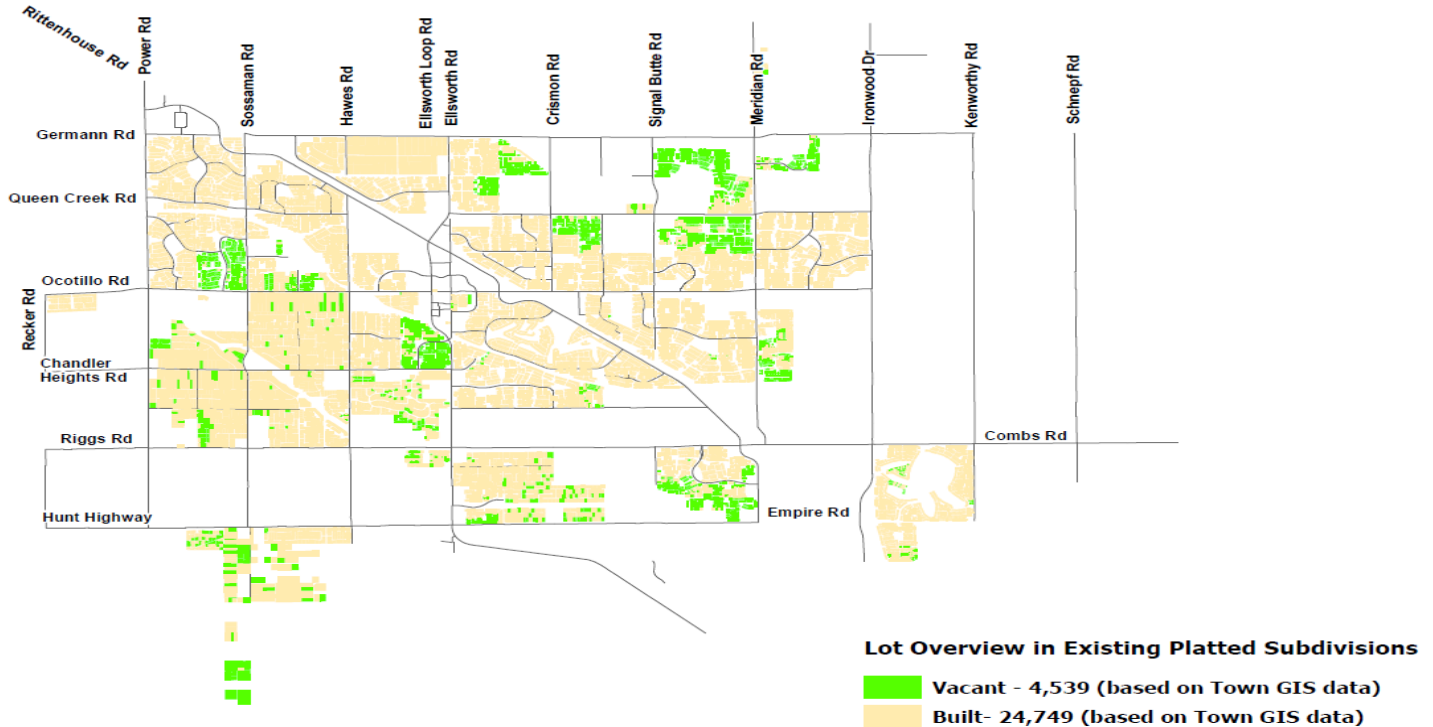 Rittenhouse Rd
Power Rd
Sossaman Rd
Hawes Rd
Ellsworth Loop Rd
Ellsworth Rd
Crismon Rd
Signal Butte Rd
Meridian Rd
Ironwood Dr
Kenworthy Rd
Schnepf Rd
Germann Rd
Queen Creek Rd
Ocotillo Rd
Recker Rd
Chandler
Heights Rd
Riggs Rd
Combs Rd
Hunt Highway
Empire Rd
Lot Overview in Existing Platted Subdivisions
Vacant - 4,539 (based on Town GIS data)
Built- 24,749 (based on Town GIS data)